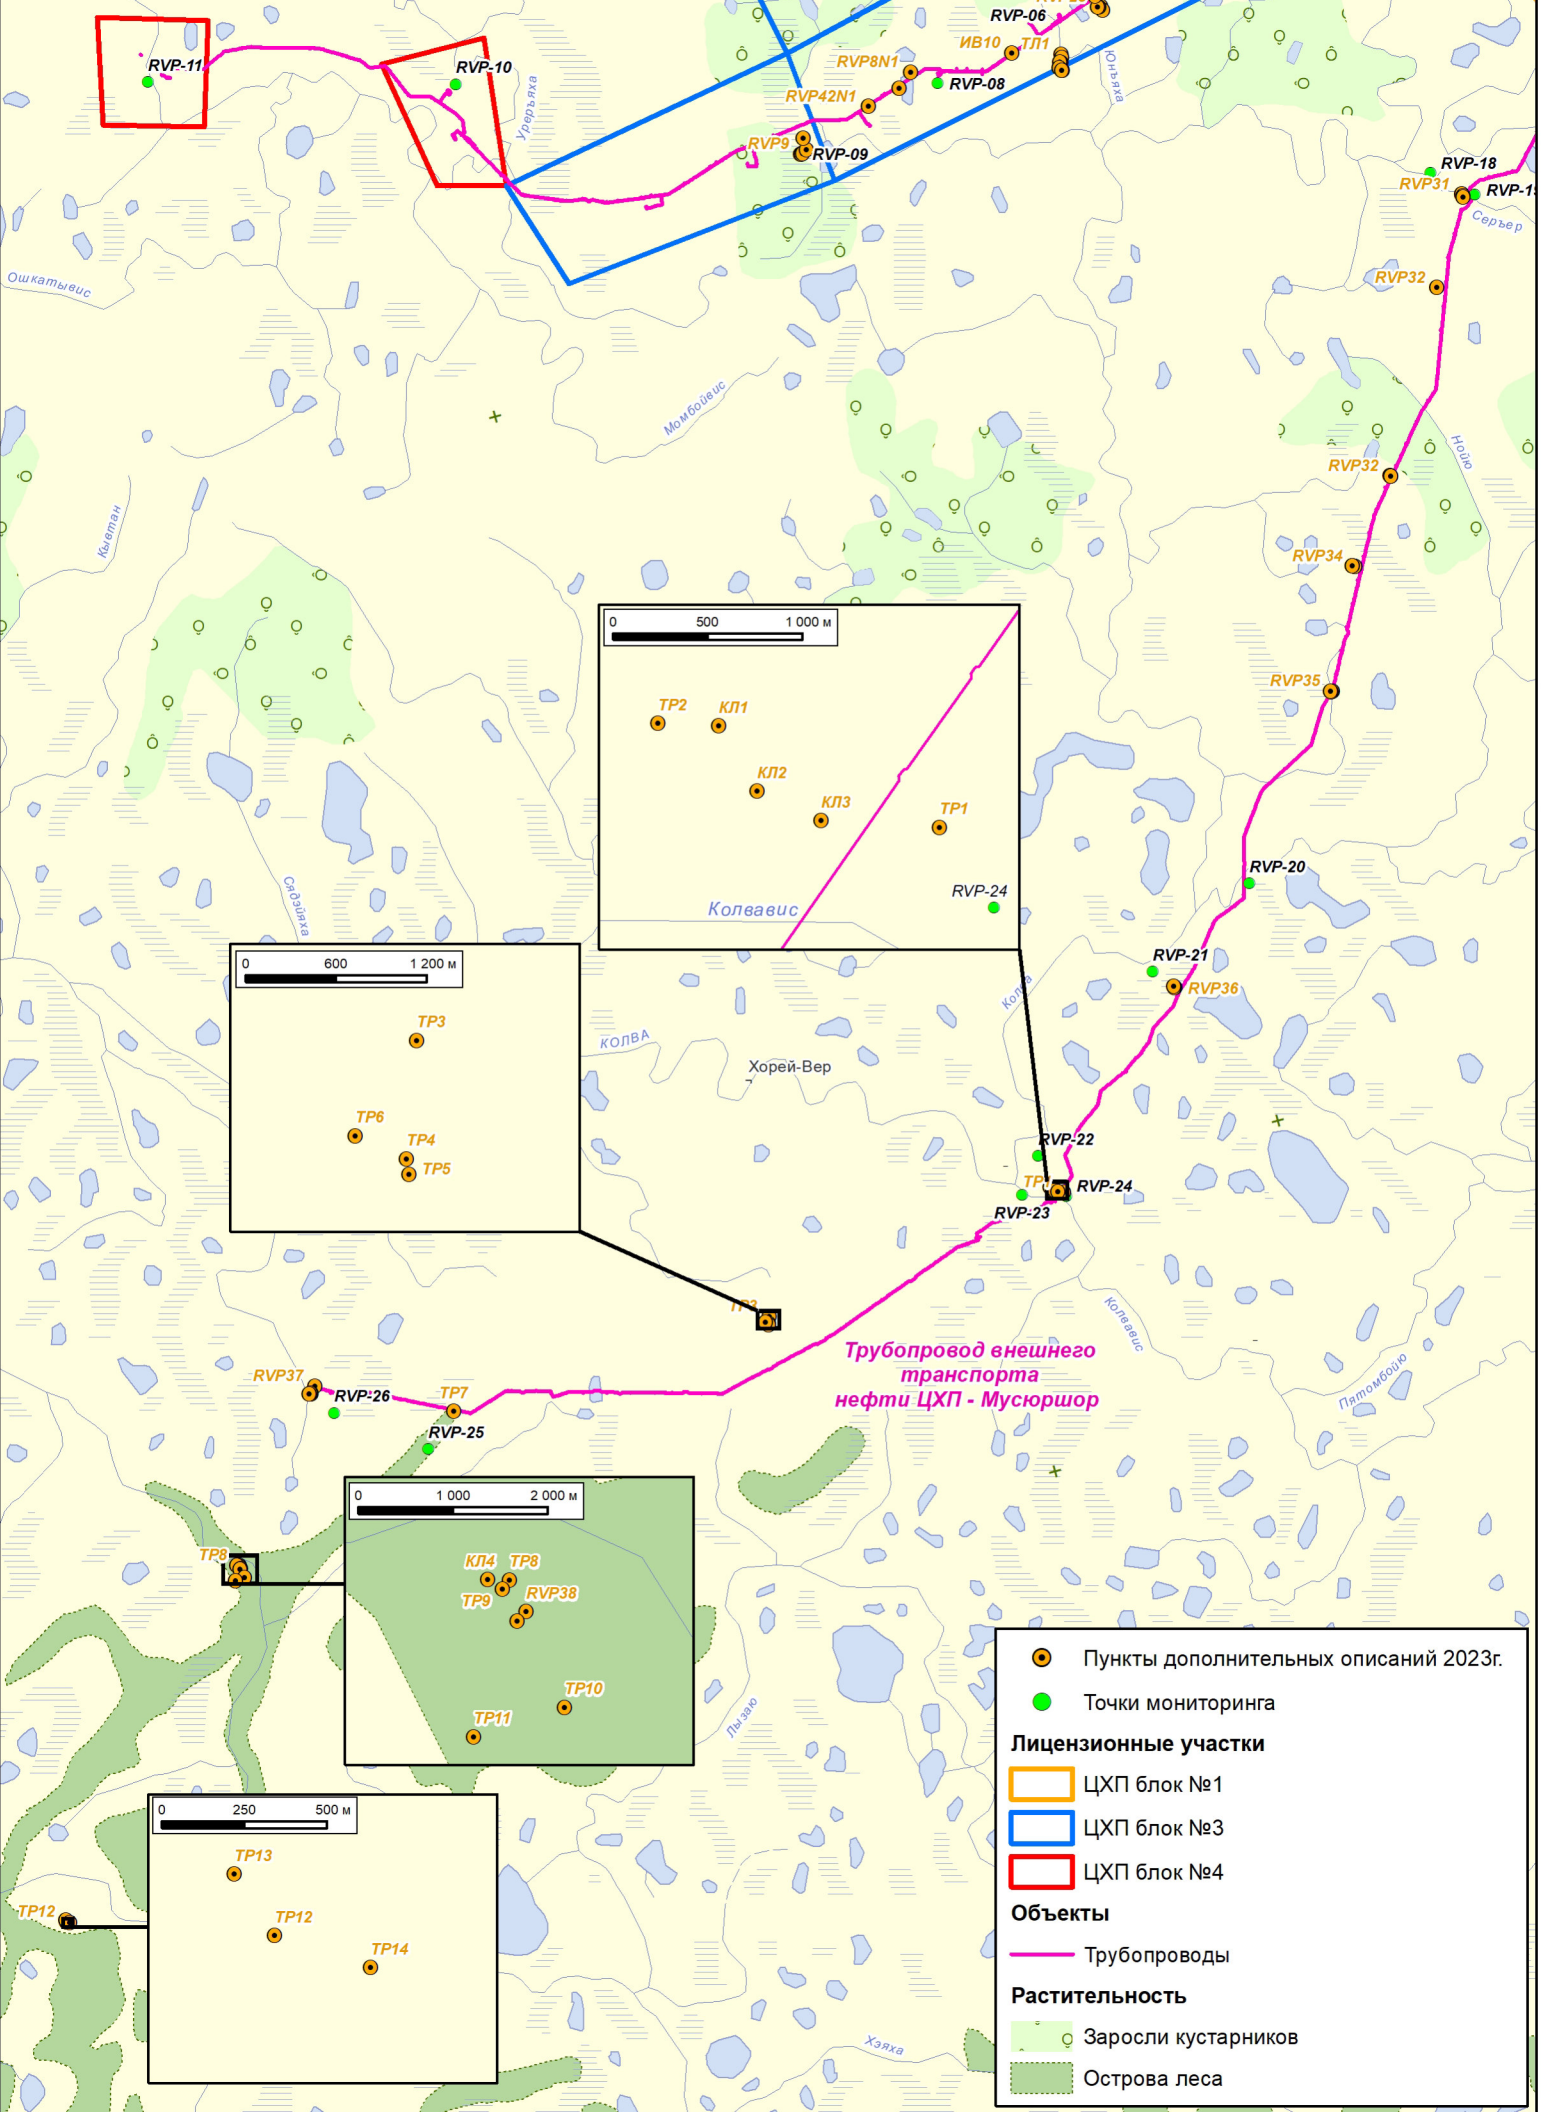 RVP-06
ИВ10
ТЛ1
RVP-11
RVP-10
RVP8N1
RVP-08
Юнъяха
RVP42N1
Уреръяха
RVP9
RVP-09
RVP-18
RVP31
Серъер
Ошкатывис
RVP32
Момбойвис
Нойю
RVP32
Кывтан
RVP34
0 500 1 000 м
RVP35
ТР2
КЛ1
КЛ2
КЛ3
ТР1
RVP-20
RVP-24
Колвавис
Сядэйяха
0 600 1 200 м
RVP-21
RVP36
Колва
ТР3
КОЛВА
Хорей-Вер
ТР6
ТР4
ТР5
RVP-22
RVP-24
RVP-23
Колвавис
Трубопровод внешнего
транспорта
нефти ЦХП - Мусюршор
Пятомбойю
RVP37
RVP-26
ТР7
RVP-25
0 1 000 2 000 м
ТР8
КЛ4
ТР8
ТР9
RVP38
ТР10
ТР11
Лызаю
0 250 500 м
ТР13
ТР12
ТР12
ТР14
Хэяха
Пункты дополнительных описаний 2023г.
Точки мониторинга
Лицензионные участки
ЦХП блок №1
ЦХП блок №3
ЦХП блок №4
Объекты
Трубопроводы
Растительность
Заросли кустарников
Острова леса